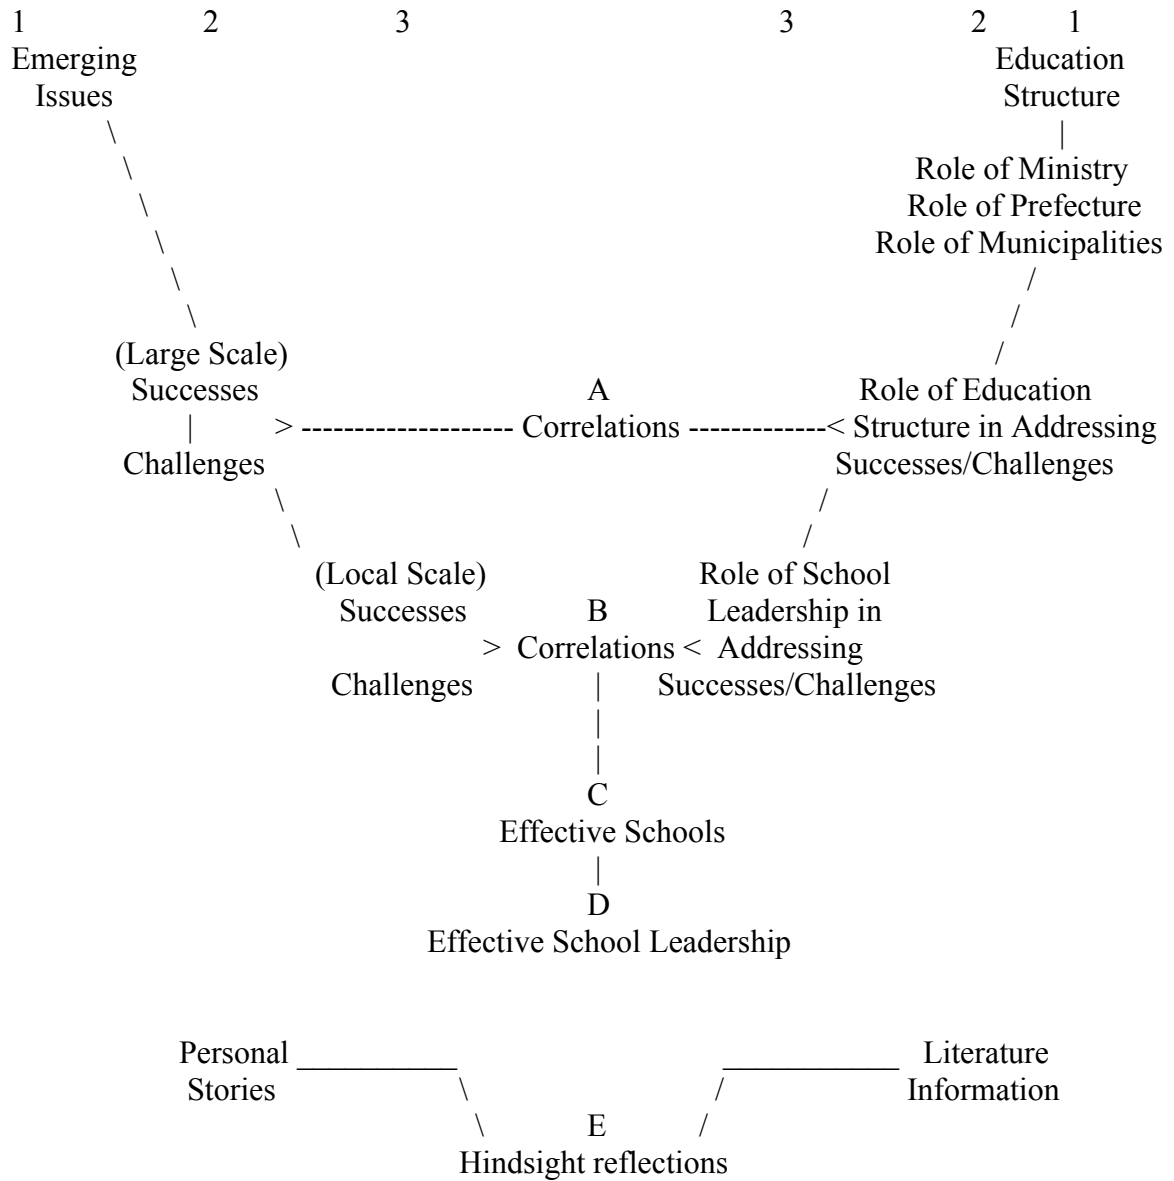 1 2 3 3 2 1
Emerging Education
Issues Structure
\ |
\ Role of Ministry
\ Role of Prefecture
\ Role of Municipalities
\ /
\ /
(Large Scale) /
Successes A Role of Education
| > -------------------- Correlations -------------< Structure in Addressing
Challenges Successes/Challenges
\ /
\ /
(Local Scale) Role of School
Successes B Leadership in
> Correlations < Addressing
Challenges | Successes/Challenges
|
|
C
Effective Schools
|
D
Effective School Leadership
Personal ___________ ____________ Literature
Stories \ / Information
\ E /
Hindsight reflections